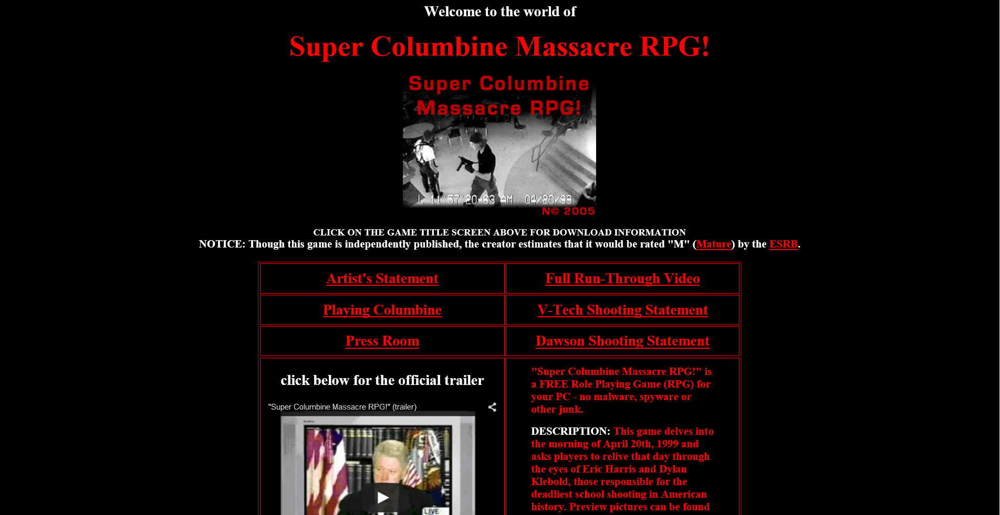 Welcome to the world of
Super Columbine Massacre RPG!
Super Columbine
Massacre RPG!
11:57:20-63 AM 04/20/99
N© 2005
CLICK ON THE GAME TITLE SCREEN ABOVE FOR DOWNLOAD INFORMATION
NOTICE: Though this game is independently published, the creator estimates that it would be rated "M" (Mature) by the ESRB.
Artist's Statement
Full Run-Through Video
Playing Columbine
V-Tech Shooting Statement
Press Room
Dawson Shooting Statement
click below for the official trailer
"Super Columbine Massacre RPG!" (trailer)
LIVE
"Super Columbine Massacre RPG!" is
a FREE Role Playing Game (RPG) for
your PC - no malware, spyware or
other junk.
DESCRIPTION: This game delves into
the morning of April 20th, 1999 and
asks players to relive that day through
the eyes of Eric Harris and Dylan
Klebold, those responsible for the
deadliest school shooting in American
history. Preview pictures can be found